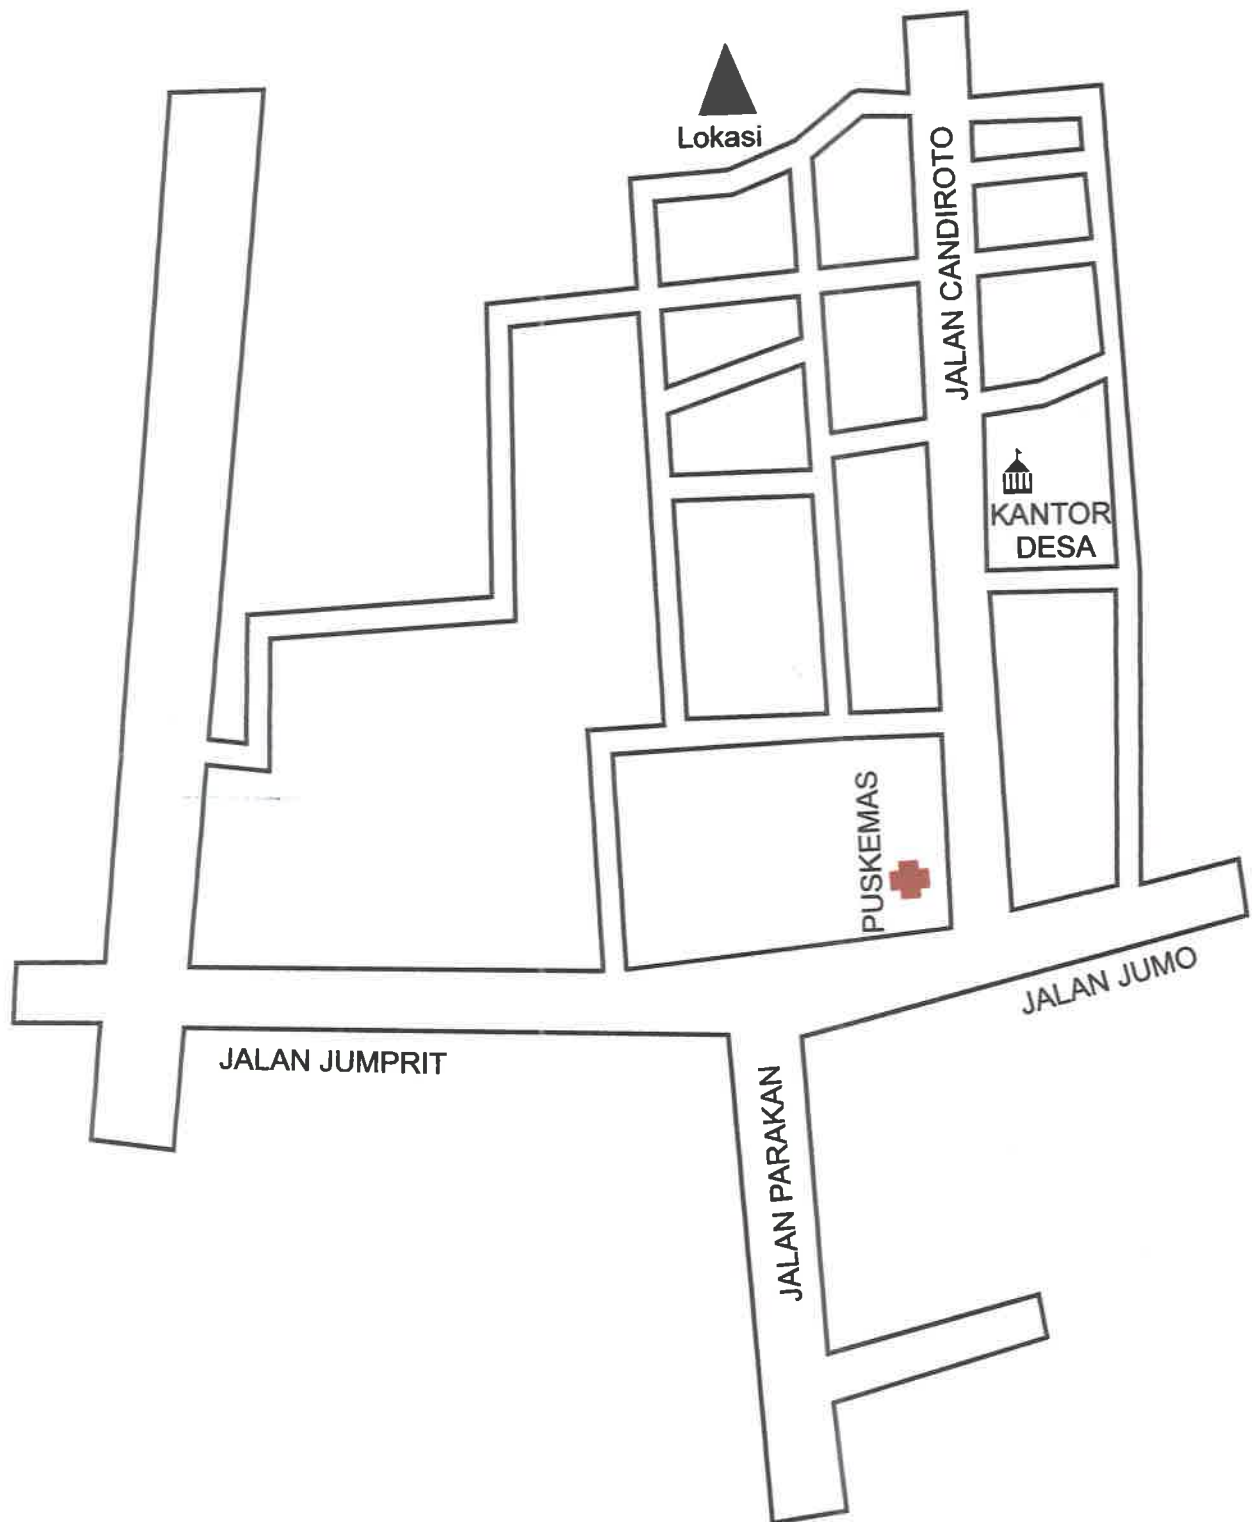 Lokasi
JALAN CANDIROTO
KANTOR
DESA
PUSKEMAS
JALAN JUMO
JALAN JUMPRIT
JALAN PARAKAN